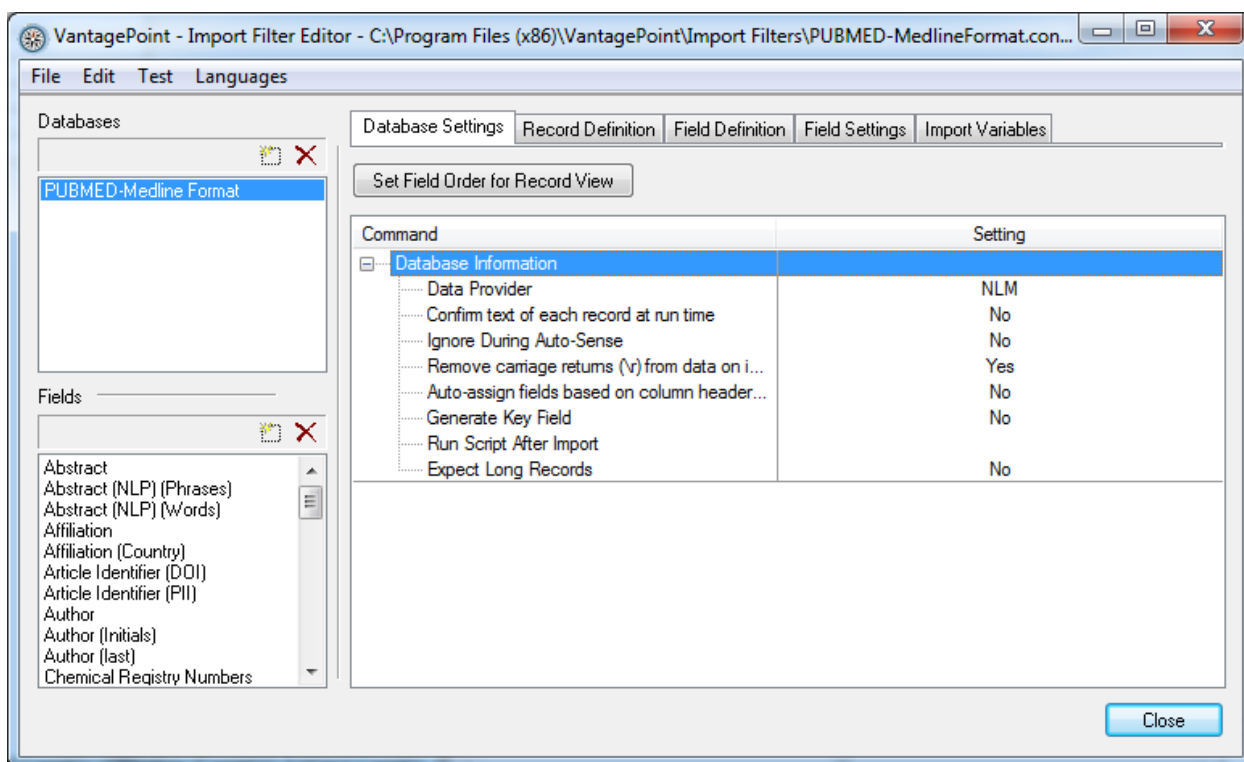 VantagePoint - Import Filter Editor - C:\Program Files (x86)\VantagePoint\Import Filters\PUBMED-MedlineFormat.con...
File Edit Test Languages
Databases
PUBMED-Medline Format
Fields
Abstract
Abstract (NLP) (Phrases)
Abstract (NLP) (Words)
Affiliation
Affiliation (Country)
Article Identifier (DOI)
Article Identifier (PII)
Author
Author (Initials)
Author (last)
Chemical Registry Numbers
Database Settings Record Definition Field Definition Field Settings Import Variables
Set Field Order for Record View
Command Setting
Database Information
Data Provider NLM
Confirm text of each record at run time No
Ignore During Auto-Sense No
Remove carriage returns (\r) from data on i... Yes
Auto-assign fields based on column header... No
Generate Key Field No
Run Script After Import
Expect Long Records No
Close